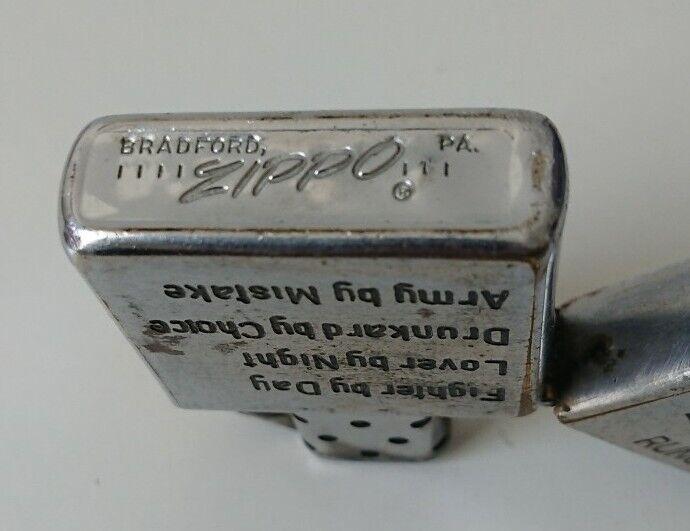 BRADFORD, PA.
||||| Zippo ® |||
Fighter by Day
Lover by Night
Drunkard by Choice
Army by Mistake